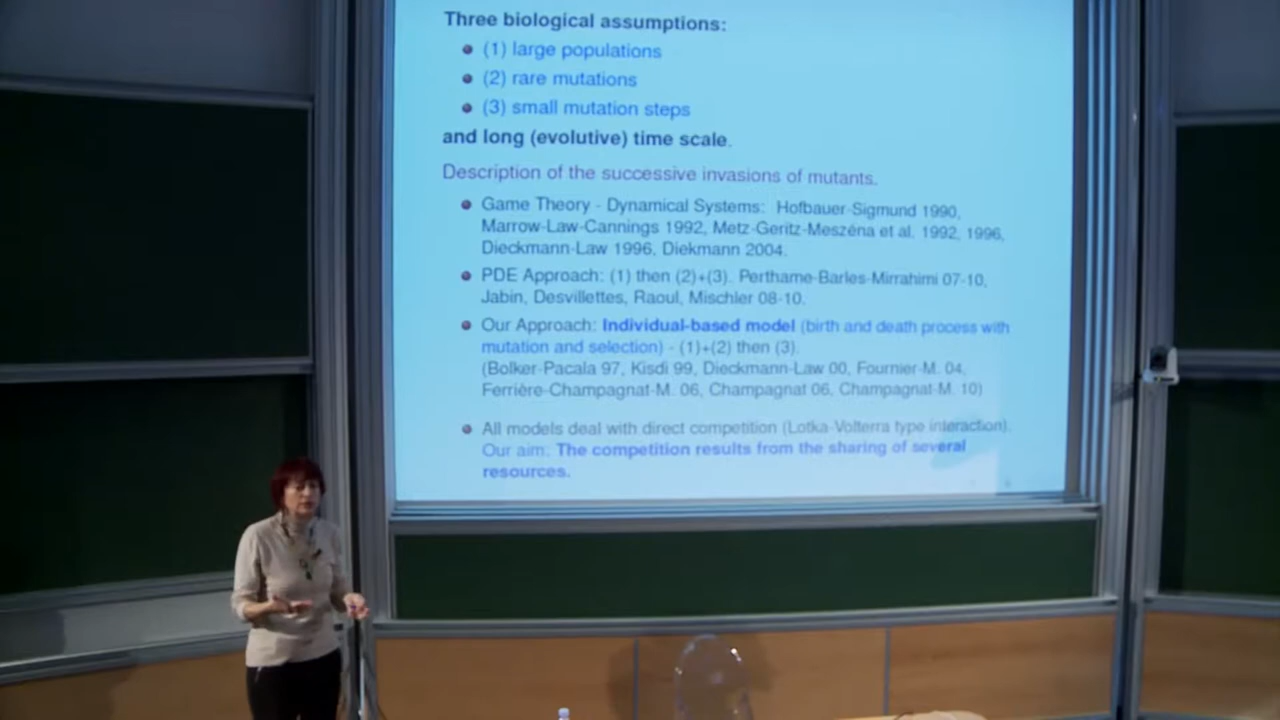 Three biological assumptions:
(1) large populations
(2) rare mutations
(3) small mutation steps
and long (evolutive) time scale.
Description of the successive invasions of mutants.
Game Theory - Dynamical Systems: Hofbauer-Sigmund 1990,
Marrow-Law-Cannings 1992, Metz-Geritz-Meszéna et al. 1992, 1996,
Dieckmann-Law 1996, Diekmann 2004.
PDE Approach: (1) then (2)+(3). Perthame-Barles-Mirrahimi 07-10,
Jabin, Desvillettes, Raoul, Mischler 08-10.
Our Approach: Individual-based model (birth and death process with
mutation and selection) - (1)+(2) then (3).
(Bolker-Pacala 97, Kisdi 99, Dieckmann-Law 00, Fournier-M. 04,
Ferrière-Champagnat-M. 06, Champagnat 06, Champagnat-M. 10)
All models deal with direct competition (Lotka-Volterra type interaction).
Our aim: The competition results from the sharing of several
resources.